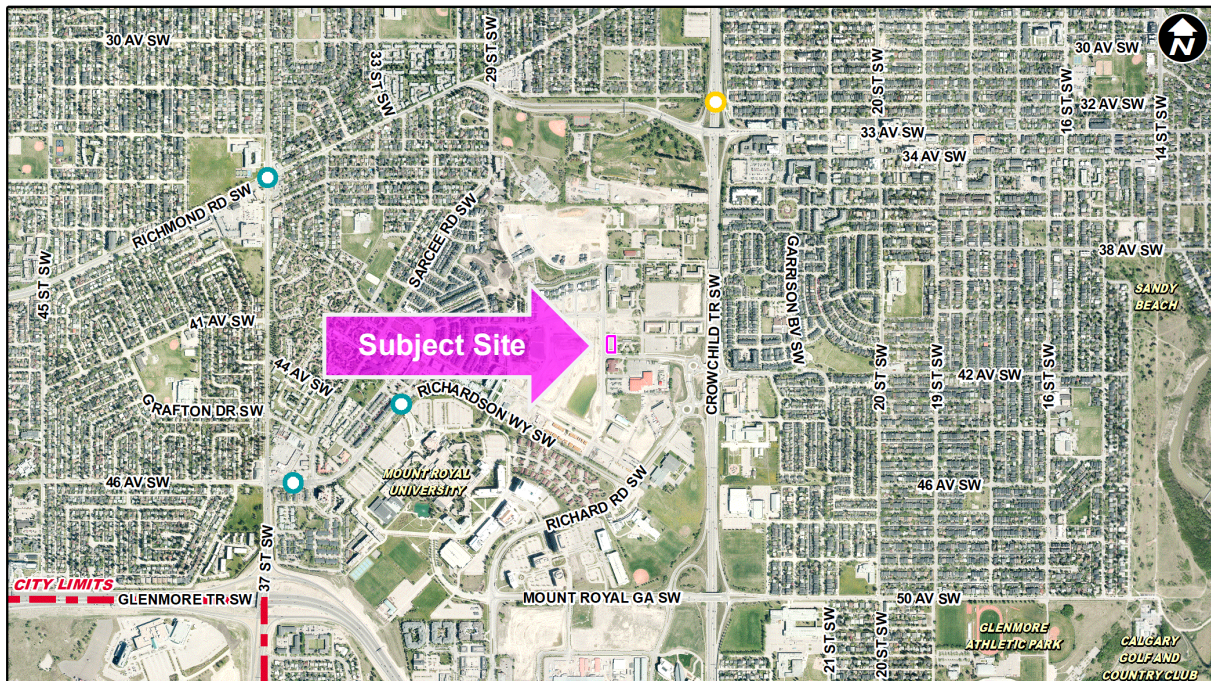 30 AV SW
33 ST SW
29 ST SW
20 ST SW
30 AV SW
N
16 ST SW
32 AV SW
14 ST SW
33 AV SW
34 AV SW
RICHMOND RD SW
SARCEE RD SW
CROWCHILD TR SW
GARRISON BV SW
38 AV SW
45 ST SW
SANDY
BEACH
41 AV SW
Subject Site
44 AV SW
RICHARDSON WY SW
20 ST SW
19 ST SW
42 AV SW
16 ST SW
GRAFTON DR SW
MOUNT ROYAL
UNIVERSITY
46 AV SW
46 AV SW
RICHARD RD SW
37 ST SW
CITY LIMITS
GLENMORE TR SW
MOUNT ROYAL GA SW
50 AV SW
21 ST SW
20 ST SW
GLENMORE
ATHLETIC PARK
CALGARY
GOLF AND
COUNTRY CLUB